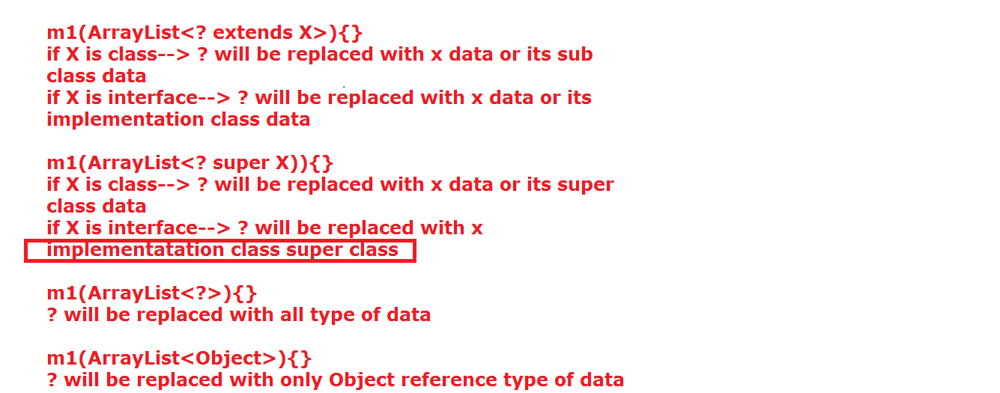 m1(ArrayList<? extends X>){}
if X is class--> ? will be replaced with x data or its sub
class data
if X is interface--> ? will be replaced with x data or its
implementation class data
m1(ArrayList<? super X)){}
if X is class--> ? will be replaced with x data or its super
class data
if X is interface--> ? will be replaced with x
implementatation class super class
m1(ArrayList<?>){}
? will be replaced with all type of data
m1(ArrayList<Object>){}
? will be replaced with only Object reference type of data